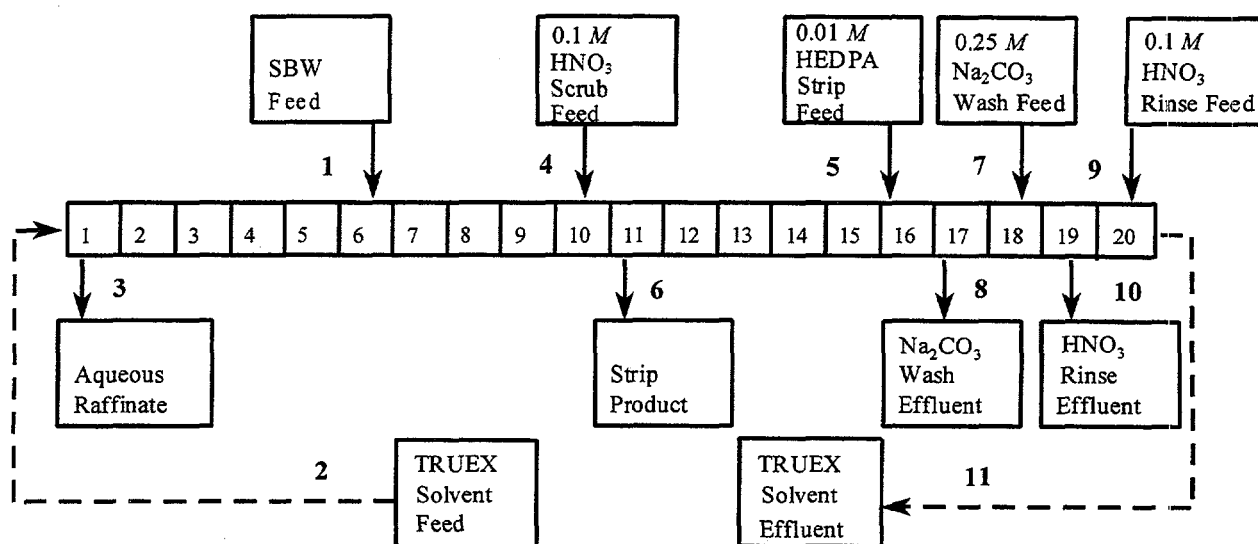 SBW
Feed
0.1 M
HNO₃
Scrub
Feed
0.01 M
HEDPA
Strip
Feed
0.25 M
Na₂CO₃
Wash Feed
0.1 M
HNO₃
Rinse Feed
1
4
5
7
9
1 2 3 4 5 6 7 8 9 10 11 12 13 14 15 16 17 18 19 20
3
6
8
10
Aqueous
Raffinate
Strip
Product
Na₂CO₃
Wash
Effluent
HNO₃
Rinse
Effluent
2
TRUEX
Solvent
Feed
TRUEX
Solvent
Effluent
11